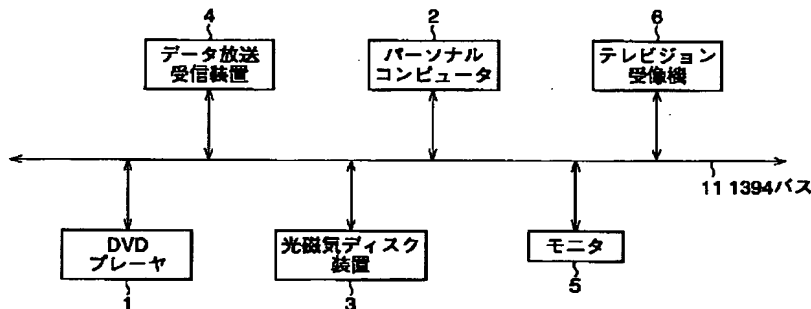 4
2
6
データ放送
受信装置
パーソナル
コンピュータ
テレビジョン
受像機
11 1394バス
DVD
プレーヤ
光磁気ディスク
装置
モニタ
1
3
5